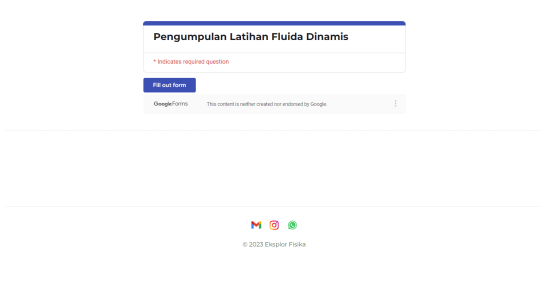 Pengumpulan Latihan Fluida Dinamis
* Indicates required question
Fill out form
Google Forms
This content is neither created nor endorsed by Google.
© 2023 Eksplor Fisika